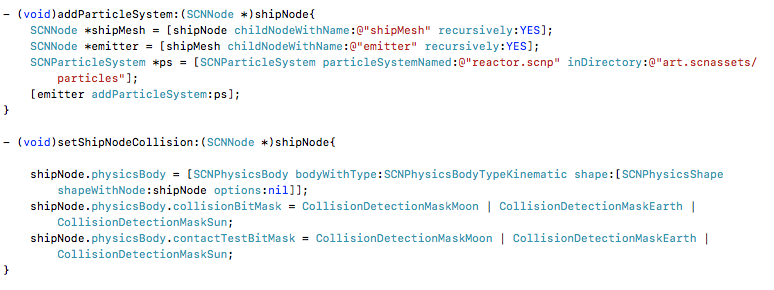 - (void)addParticleSystem:(SCNNode *)shipNode{
    SCNNode *shipMesh = [shipNode childNodeWithName:@"shipMesh" recursively:YES];
    SCNNode *emitter = [shipMesh childNodeWithName:@"emitter" recursively:YES];
    SCNParticleSystem *ps = [SCNParticleSystem particleSystemNamed:@"reactor.scnp" inDirectory:@"art.scnassets/
        particles"];
    [emitter addParticleSystem:ps];
}
- (void)setShipNodeCollision:(SCNNode *)shipNode{
    shipNode.physicsBody = [SCNPhysicsBody bodyWithType:SCNPhysicsBodyTypeKinematic shape:[SCNPhysicsShape
        shapeWithNode:shipNode options:nil]];
    shipNode.physicsBody.collisionBitMask = CollisionDetectionMaskMoon | CollisionDetectionMaskEarth |
        CollisionDetectionMaskSun;
    shipNode.physicsBody.contactTestBitMask = CollisionDetectionMaskMoon | CollisionDetectionMaskEarth |
        CollisionDetectionMaskSun;
}